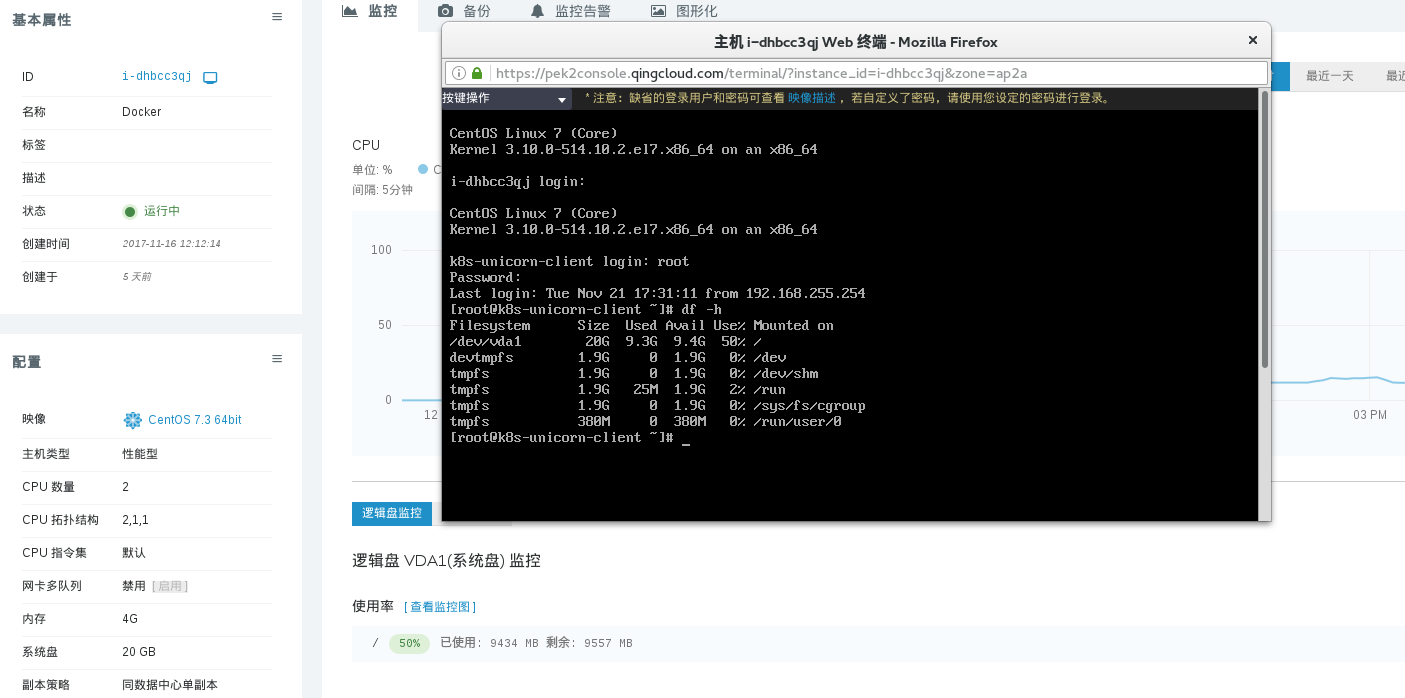 基本属性
ID i-dhbcc3qj
名称 Docker
标签
描述
状态 运行中
创建时间 2017-11-16 12:12:14
创建于 5 天前
配置
映像 CentOS 7.3 64bit
主机类型 性能型
CPU 数量 2
CPU 拓扑结构 2,1,1
CPU 指令集 默认
网卡多队列 禁用 [ 启用 ]
内存 4G
系统盘 20 GB
副本策略 同数据中心单副本
监控 备份 监控告警 图形化
最近一天 最近
CPU
单位: % C
间隔: 5分钟
100
50
0
12 03 PM
主机 i-dhbcc3qj Web 终端 - Mozilla Firefox
https://pek2console.qingcloud.com/terminal/?instance_id=i-dhbcc3qj&zone=ap2a
按键操作 * 注意: 缺省的登录用户和密码可查看 映像描述 ，若自定义了密码，请使用您设定的密码进行登录。
CentOS Linux 7 (Core)
Kernel 3.10.0-514.10.2.el7.x86_64 on an x86_64
i-dhbcc3qj login:
CentOS Linux 7 (Core)
Kernel 3.10.0-514.10.2.el7.x86_64 on an x86_64
k8s-unicorn-client login: root
Password:
Last login: Tue Nov 21 17:31:11 from 192.168.255.254
[root@k8s-unicorn-client ~]# df -h
Filesystem Size Used Avail Use% Mounted on
/dev/vda1 20G 9.3G 9.4G 50% /
devtmpfs 1.9G 0 1.9G 0% /dev
tmpfs 1.9G 0 1.9G 0% /dev/shm
tmpfs 1.9G 25M 1.9G 2% /run
tmpfs 1.9G 0 1.9G 0% /sys/fs/cgroup
tmpfs 380M 0 380M 0% /run/user/0
[root@k8s-unicorn-client ~]# _
逻辑盘监控
逻辑盘 VDA1(系统盘) 监控
使用率 [ 查看监控图 ]
/ 50% 已使用: 9434 MB 剩余: 9557 MB